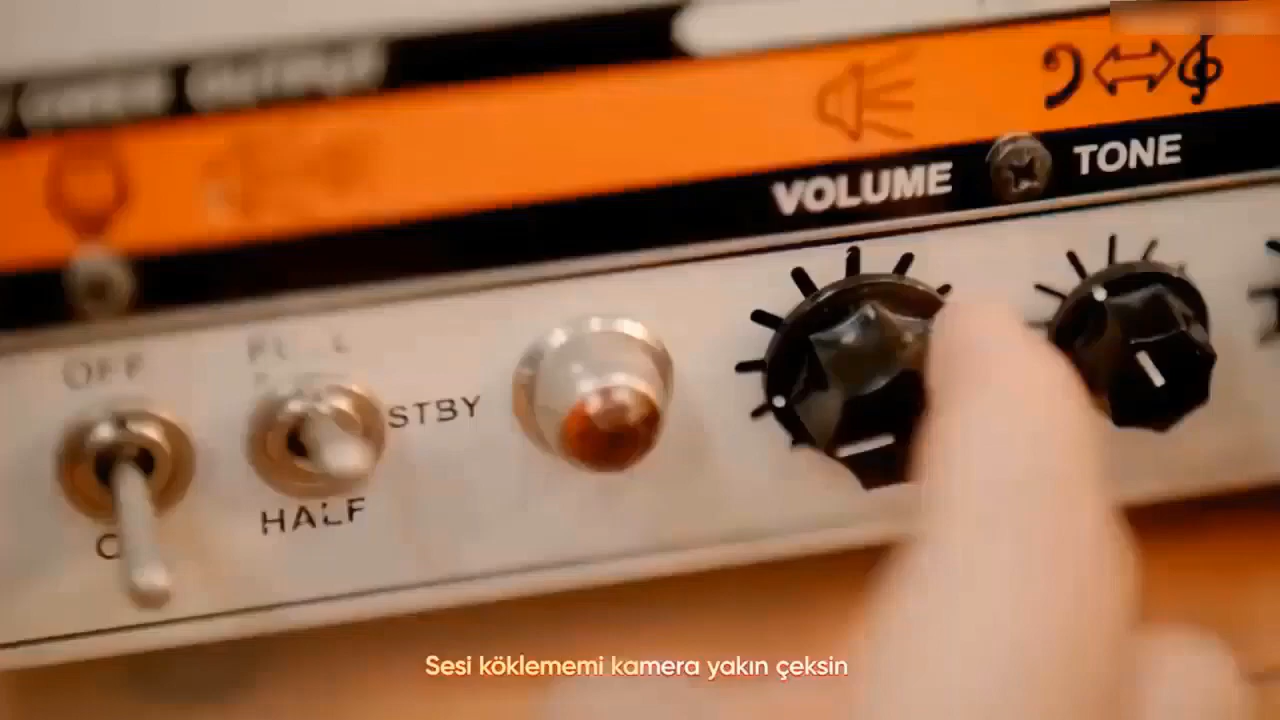 VOLUME
TONE
OFF
STBY
HALF
Sesi köklememi kamera yakın çeksin